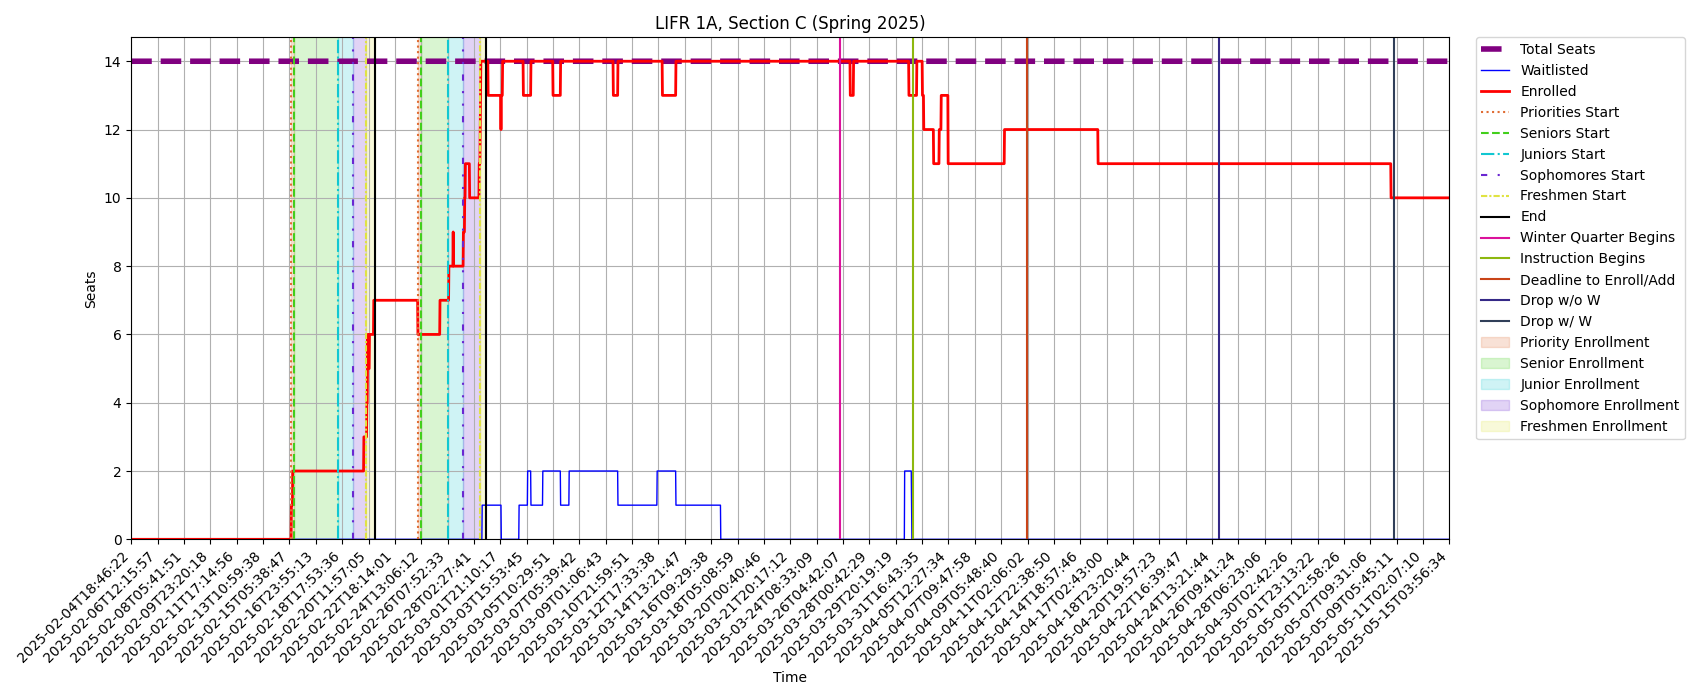 LIFR 1A, Section C (Spring 2025)
Seats
14
12
10
8
6
4
2
0
2025-02-04T18:46:22
2025-02-06T12:15:57
2025-02-08T05:41:51
2025-02-09T23:20:18
2025-02-11T17:14:56
2025-02-13T10:59:38
2025-02-15T05:38:47
2025-02-16T23:55:13
2025-02-18T17:53:36
2025-02-20T11:57:05
2025-02-22T18:14:01
2025-02-24T13:06:12
2025-02-26T07:52:33
2025-02-28T02:27:41
2025-03-01T21:10:17
2025-03-03T15:53:45
2025-03-05T10:29:51
2025-03-07T05:39:42
2025-03-09T01:06:43
2025-03-10T21:59:51
2025-03-12T17:33:38
2025-03-14T13:21:47
2025-03-16T09:29:38
2025-03-18T05:08:59
2025-03-20T00:40:46
2025-03-21T20:17:12
2025-03-24T08:33:09
2025-03-26T04:42:07
2025-03-28T00:42:29
2025-03-29T20:19:19
2025-03-31T16:43:35
2025-04-05T12:27:34
2025-04-07T09:47:58
2025-04-09T05:48:40
2025-04-11T02:06:02
2025-04-12T22:38:50
2025-04-14T18:57:46
2025-04-17T02:43:00
2025-04-18T23:20:44
2025-04-20T19:57:23
2025-04-22T16:39:47
2025-04-24T13:21:44
2025-04-26T09:41:24
2025-04-28T06:23:06
2025-04-30T02:42:26
2025-05-01T23:13:22
2025-05-05T12:58:26
2025-05-07T09:31:06
2025-05-09T05:45:11
2025-05-11T02:07:10
2025-05-15T03:56:34
Time
Total Seats
Waitlisted
Enrolled
Priorities Start
Seniors Start
Juniors Start
Sophomores Start
Freshmen Start
End
Winter Quarter Begins
Instruction Begins
Deadline to Enroll/Add
Drop w/o W
Drop w/ W
Priority Enrollment
Senior Enrollment
Junior Enrollment
Sophomore Enrollment
Freshmen Enrollment